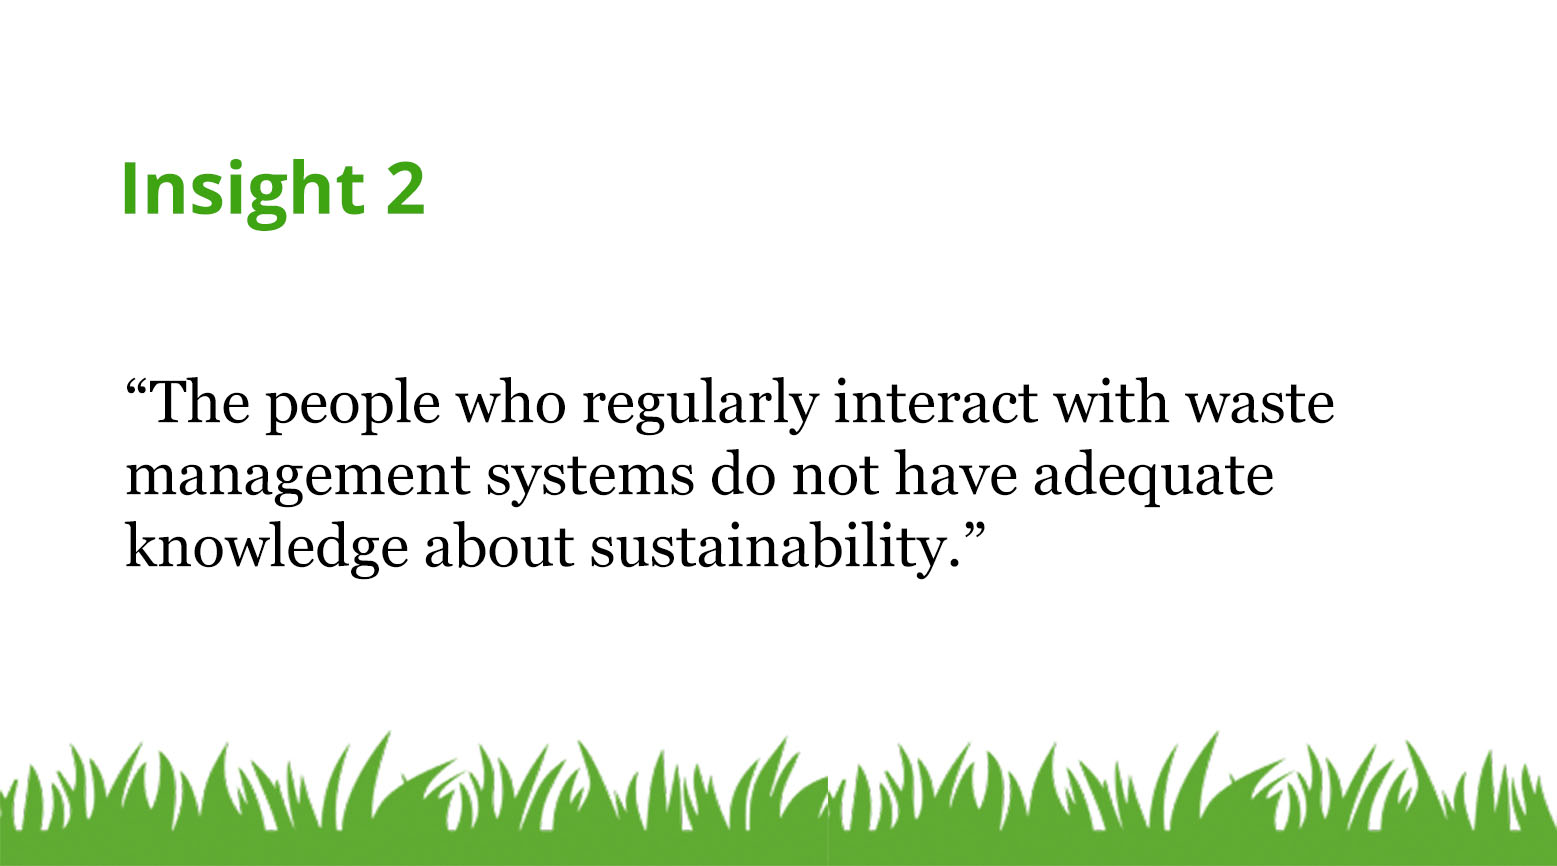 Insight 2
“The people who regularly interact with waste
management systems do not have adequate
knowledge about sustainability.”